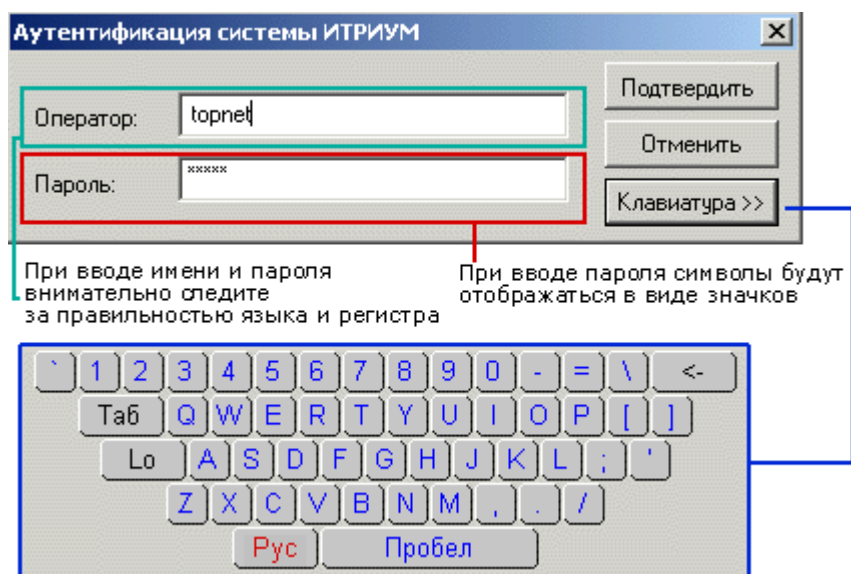 Аутентификация системы ИТРИУМ
Оператор: topnet
Пароль: *****
Подтвердить
Отменить
Клавиатура >>
При вводе имени и пароля
внимательно следите
за правильностью языка и регистра
При вводе пароля символы будут
отображаться в виде значков
` 1 2 3 4 5 6 7 8 9 0 - = \ <-
Таб Q W E R T Y U I O P [ ]
Lo A S D F G H J K L ; '
Z X C V B N M , . /
Рус Пробел